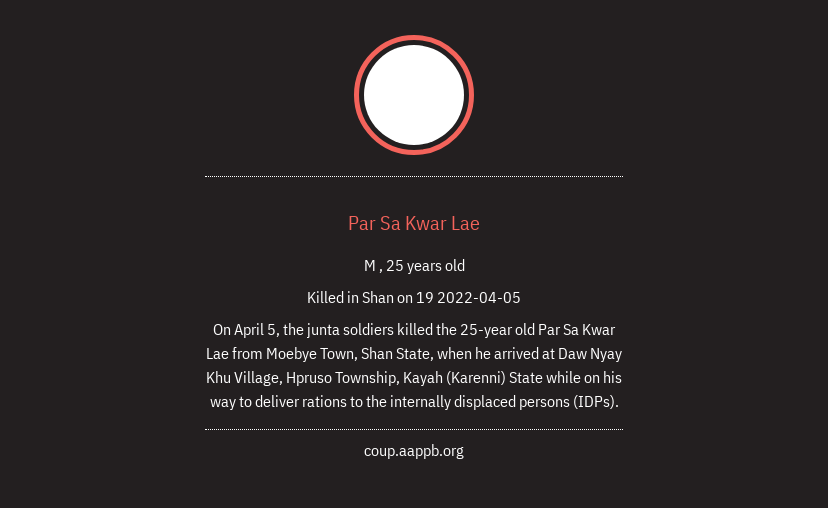 Par Sa Kwar Lae
M , 25 years old
Killed in Shan on 19 2022-04-05
On April 5, the junta soldiers killed the 25-year old Par Sa Kwar
Lae from Moebye Town, Shan State, when he arrived at Daw Nyay
Khu Village, Hpruso Township, Kayah (Karenni) State while on his
way to deliver rations to the internally displaced persons (IDPs).
coup.aappb.org